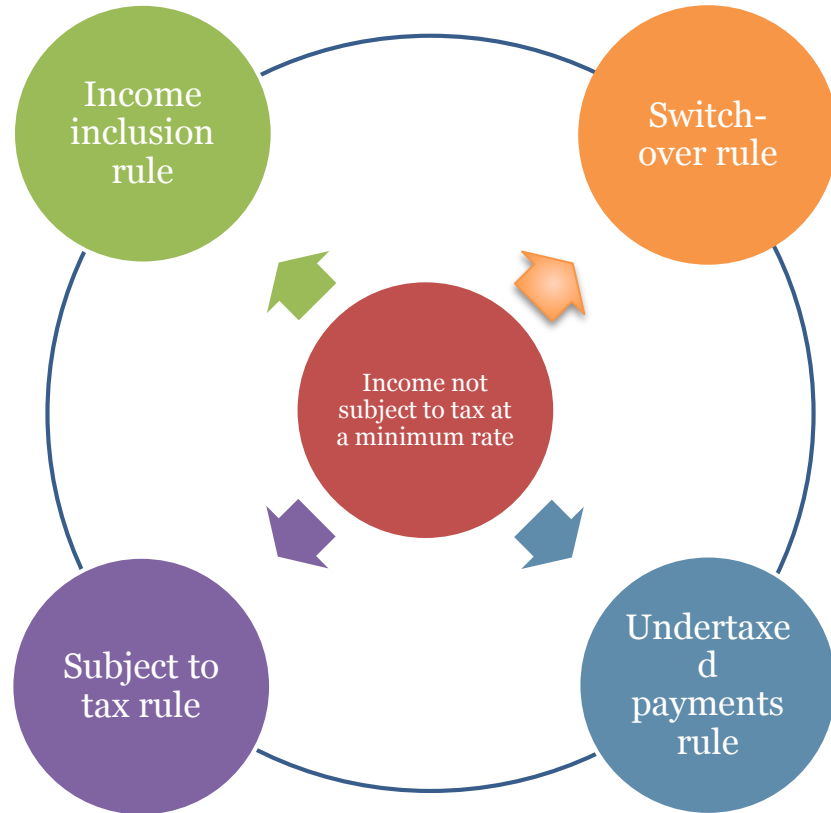 Income
inclusion
rule
Switch-
over rule
Income not
subject to tax at
a minimum rate
Subject to
tax rule
Undertaxe
d
payments
rule